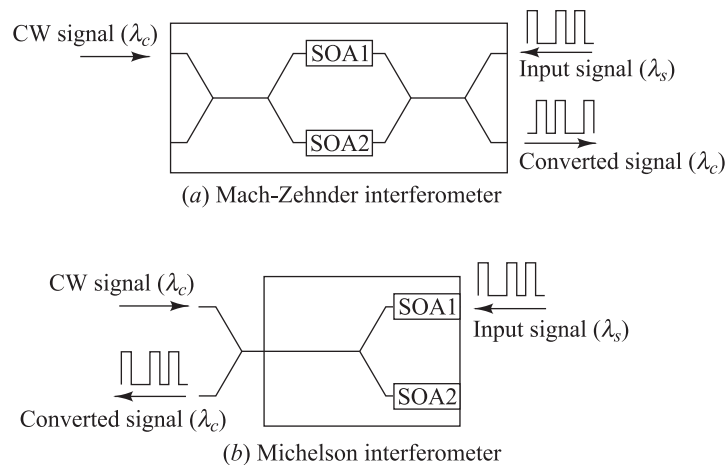 CW signal (λc)
SOA1
Input signal (λs)
SOA2
Converted signal (λc)
(a) Mach-Zehnder interferometer
CW signal (λc)
SOA1
Input signal (λs)
SOA2
Converted signal (λc)
(b) Michelson interferometer